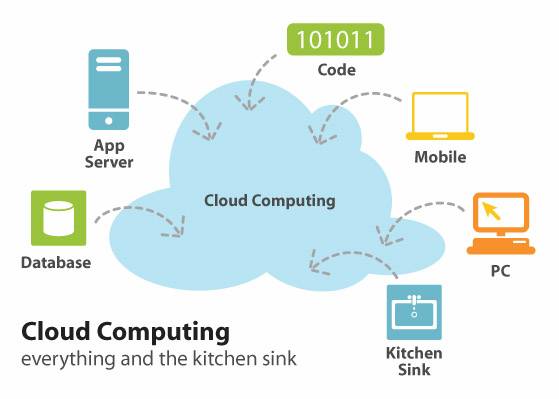 101011
Code
App
Server
Mobile
Cloud Computing
Database
PC
Kitchen
Sink
Cloud Computing
everything and the kitchen sink